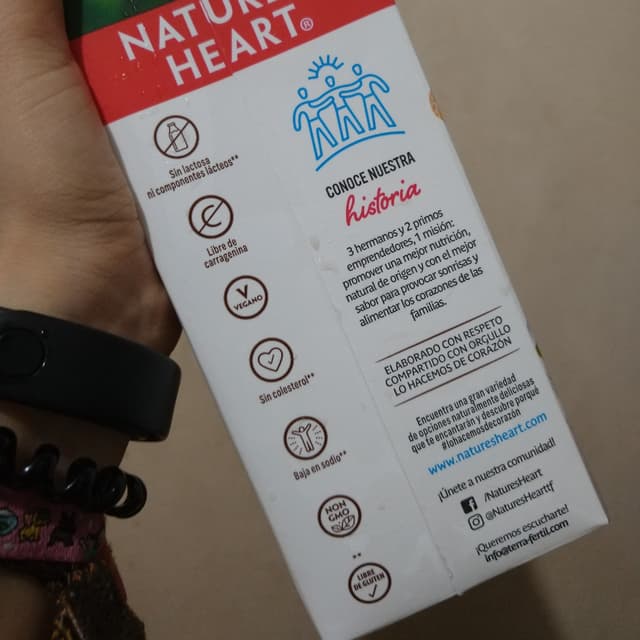 NATURE
HEART®
Sin lactosa
ni componentes lácteos**
Libre de
carragenina
V
VEGANO
Sin colesterol**
Baja en sodio**
NON
GMO
**
LIBRE
DE GLUTEN
CONOCE NUESTRA
historia
3 hermanos y 2 primos
emprendedores, 1 misión:
promover una mejor nutrición,
natural de origen y con el mejor
sabor para provocar sonrisas y
alimentar los corazones de las
familias.
ELABORADO CON RESPETO
COMPARTIDO CON ORGULLO
LO HACEMOS DE CORAZÓN
Encuentra una gran variedad
de opciones naturalmente deliciosas
que te encantarán y descubre porque
#lohacemosdecorazón
www.naturesheart.com
¡Únete a nuestra comunidad!
/NaturesHeart
@NaturesHeartf
¡Queremos escucharte!
info@terrafertil.com